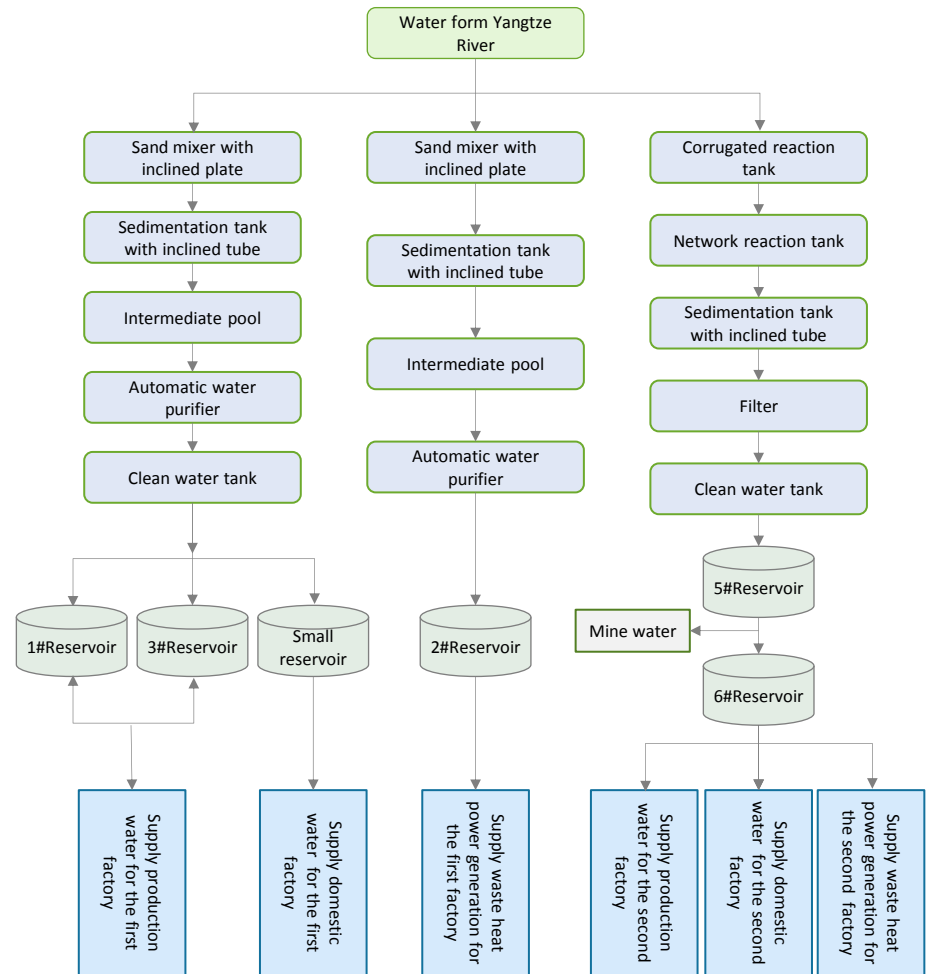 Water form Yangtze
River
Sand mixer with
inclined plate
Sand mixer with
inclined plate
Corrugated reaction
tank
Sedimentation tank
with inclined tube
Sedimentation tank
with inclined tube
Network reaction tank
Intermediate pool
Intermediate pool
Sedimentation tank
with inclined tube
Automatic water
purifier
Automatic water
purifier
Filter
Clean water tank
Clean water tank
1#Reservoir
3#Reservoir
Small
reservoir
2#Reservoir
5#Reservoir
Mine water
6#Reservoir
Supply production
water for the first
factory
Supply domestic
water for the first
factory
Supply waste heat
power generation for
the first factory
Supply production
water for the second
factory
Supply domestic
water for the second
factory
Supply waste heat
power generation for
the second factory